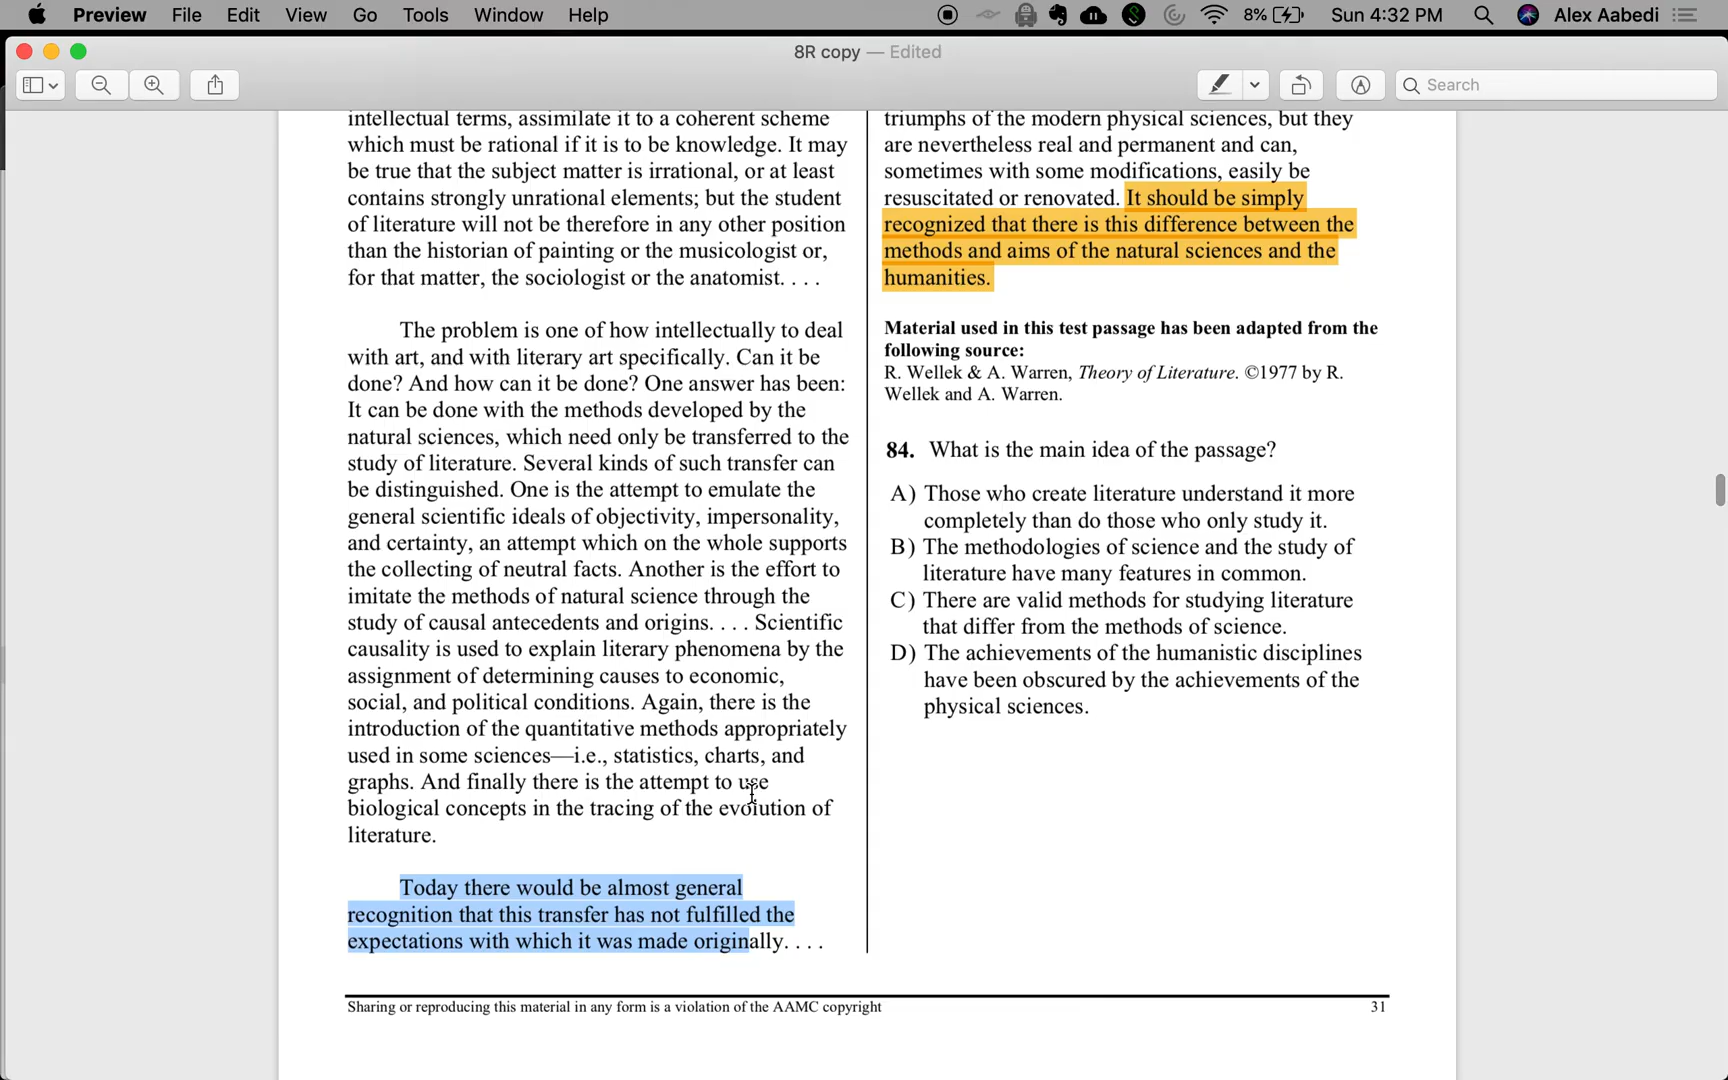 Preview File Edit View Go Tools Window Help 8% Sun 4:32 PM Alex Aabedi
8R copy — Edited
Search
intellectual terms, assimilate it to a coherent scheme
which must be rational if it is to be knowledge. It may
be true that the subject matter is irrational, or at least
contains strongly unrational elements; but the student
of literature will not be therefore in any other position
than the historian of painting or the musicologist or,
for that matter, the sociologist or the anatomist. . . .
The problem is one of how intellectually to deal
with art, and with literary art specifically. Can it be
done? And how can it be done? One answer has been:
It can be done with the methods developed by the
natural sciences, which need only be transferred to the
study of literature. Several kinds of such transfer can
be distinguished. One is the attempt to emulate the
general scientific ideals of objectivity, impersonality,
and certainty, an attempt which on the whole supports
the collecting of neutral facts. Another is the effort to
imitate the methods of natural science through the
study of causal antecedents and origins. . . . Scientific
causality is used to explain literary phenomena by the
assignment of determining causes to economic,
social, and political conditions. Again, there is the
introduction of the quantitative methods appropriately
used in some sciences—i.e., statistics, charts, and
graphs. And finally there is the attempt to use
biological concepts in the tracing of the evolution of
literature.
Today there would be almost general
recognition that this transfer has not fulfilled the
expectations with which it was made originally. . . .
triumphs of the modern physical sciences, but they
are nevertheless real and permanent and can,
sometimes with some modifications, easily be
resuscitated or renovated. It should be simply
recognized that there is this difference between the
methods and aims of the natural sciences and the
humanities.
Material used in this test passage has been adapted from the
following source:
R. Wellek & A. Warren, Theory of Literature. ©1977 by R.
Wellek and A. Warren.
84. What is the main idea of the passage?
A) Those who create literature understand it more
completely than do those who only study it.
B) The methodologies of science and the study of
literature have many features in common.
C) There are valid methods for studying literature
that differ from the methods of science.
D) The achievements of the humanistic disciplines
have been obscured by the achievements of the
physical sciences.
Sharing or reproducing this material in any form is a violation of the AAMC copyright 31